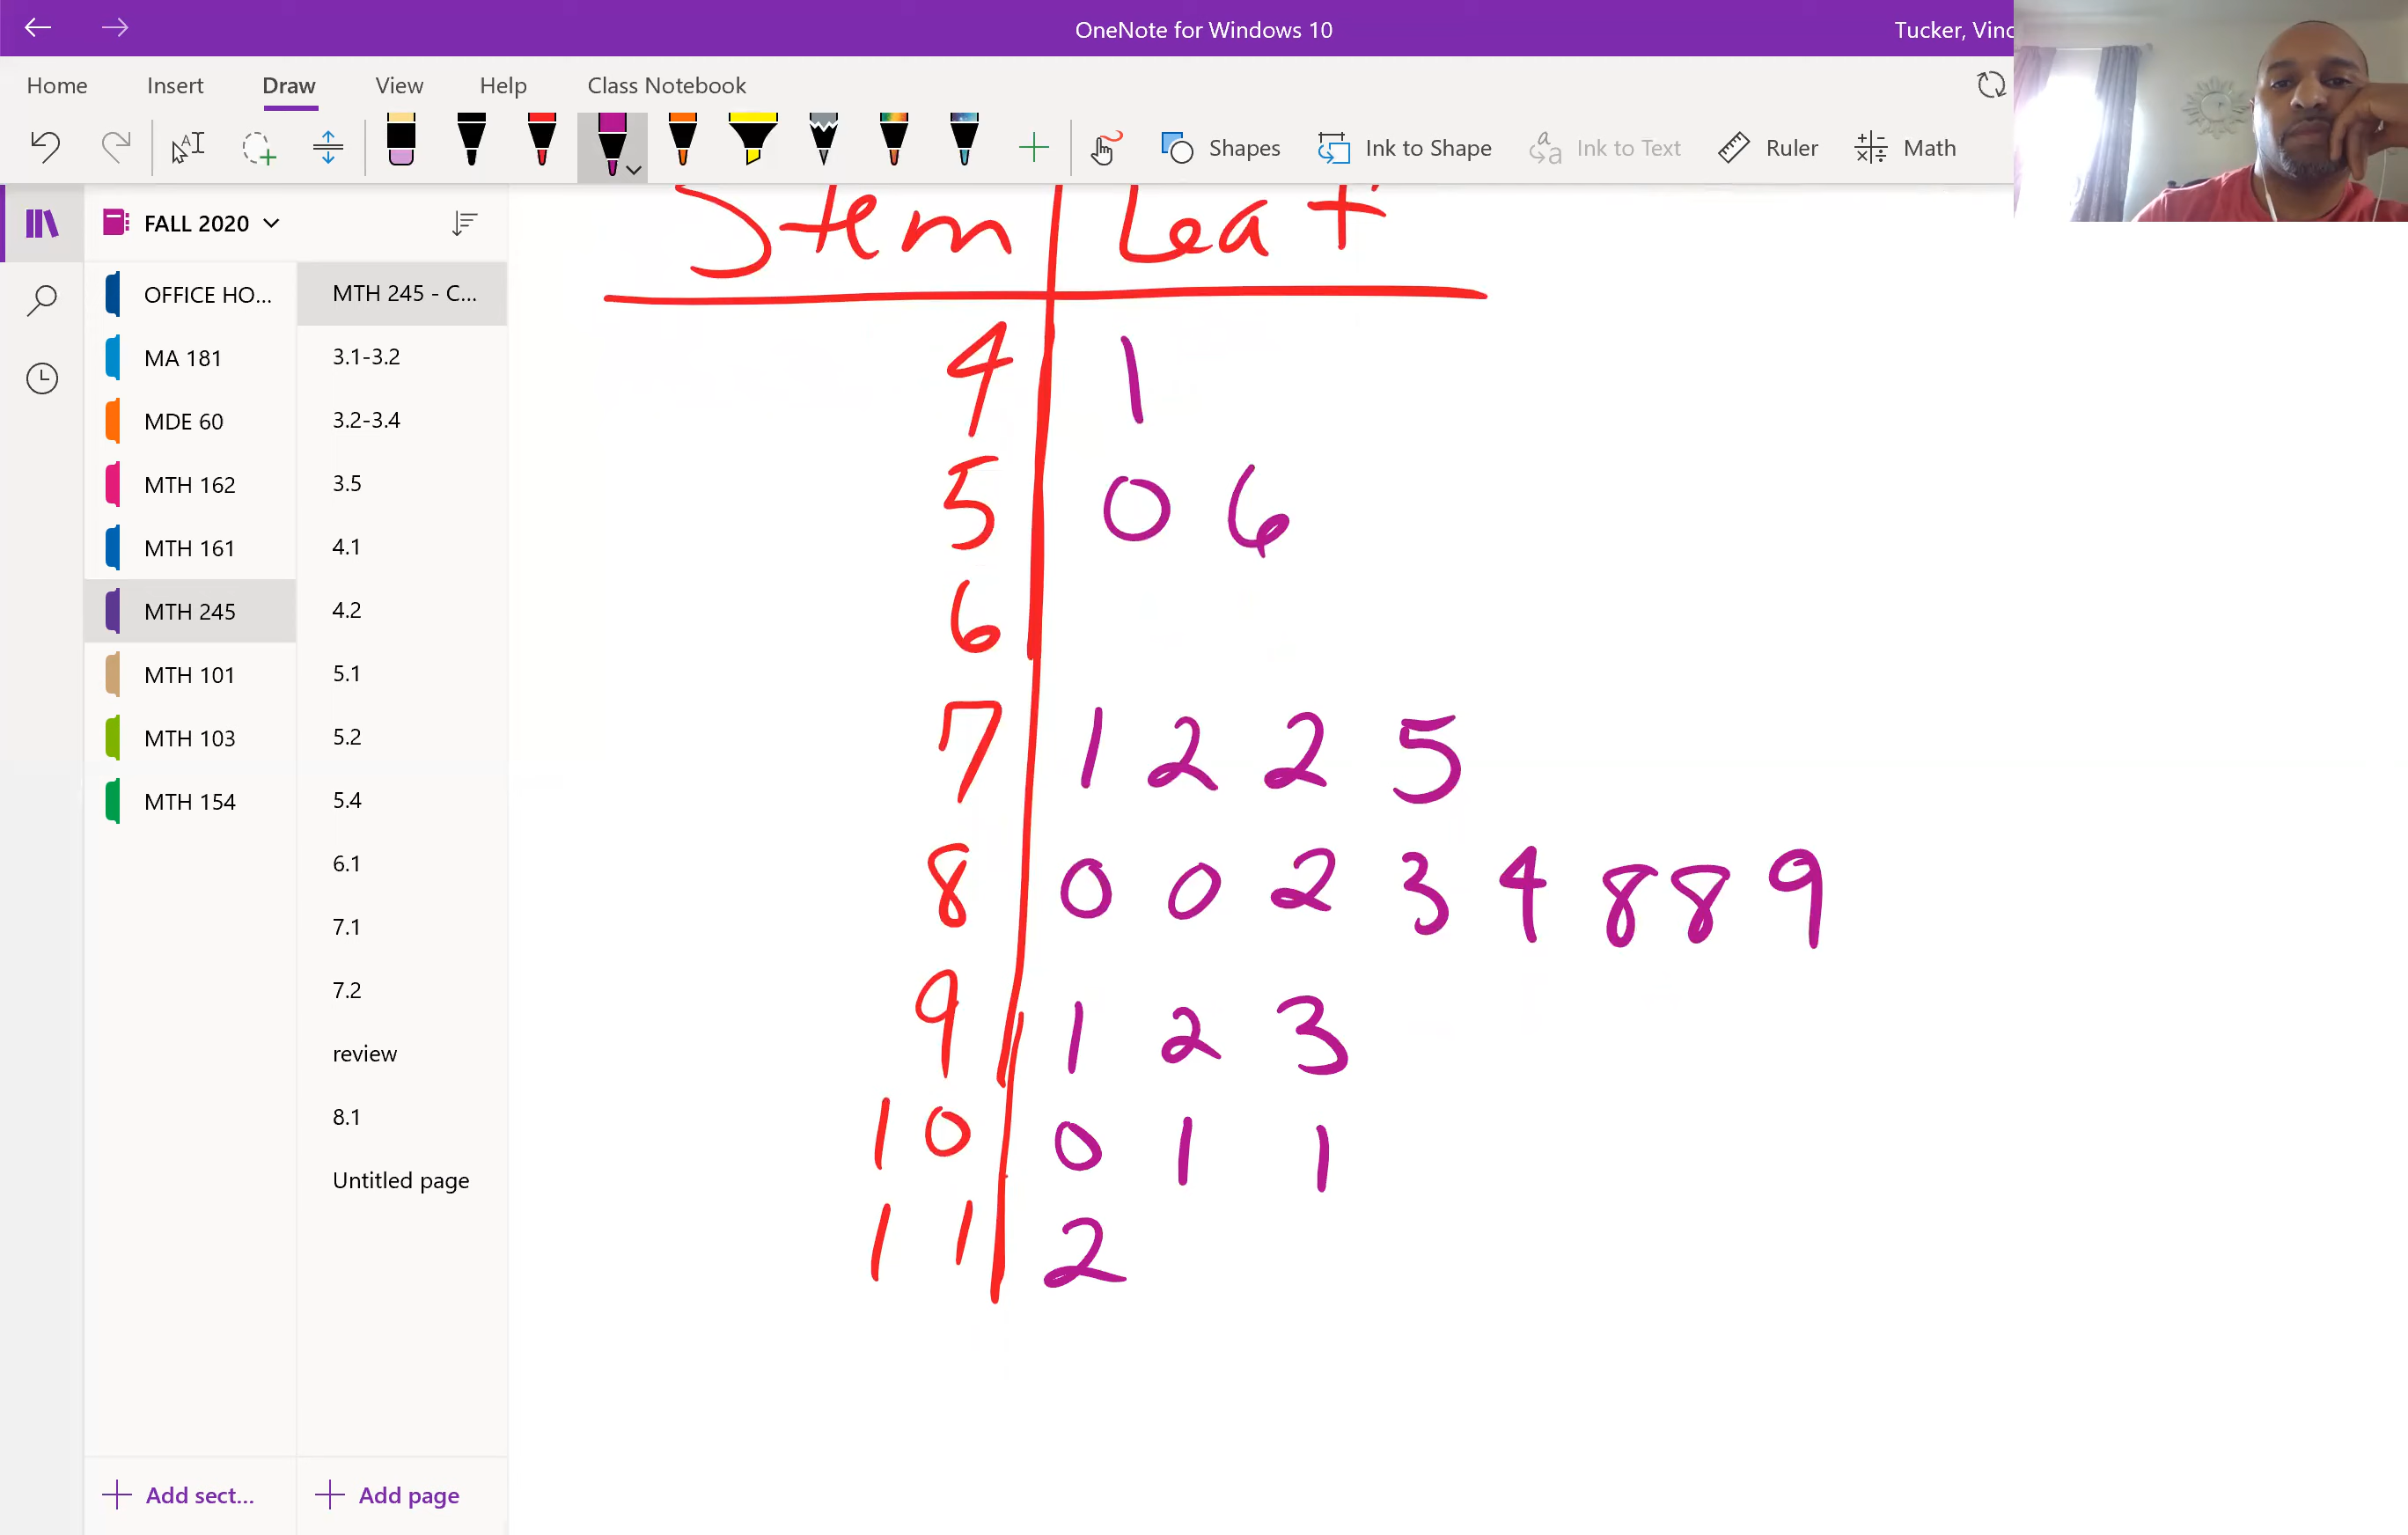 OneNote for Windows 10
Tucker, Vinc
Home Insert Draw View Help Class Notebook
Shapes Ink to Shape Ink to Text Ruler Math
FALL 2020
OFFICE HO...
MA 181
MDE 60
MTH 162
MTH 161
MTH 245
MTH 101
MTH 103
MTH 154
Add sect...
MTH 245 - C...
3.1-3.2
3.2-3.4
3.5
4.1
4.2
5.1
5.2
5.4
6.1
7.1
7.2
review
8.1
Untitled page
Add page
Stem Leaf
4 1
5 0 6
6
7 1 2 2 5
8 0 0 2 3 4 8 8 9
9 1 2 3
10 0 1 1
11 2